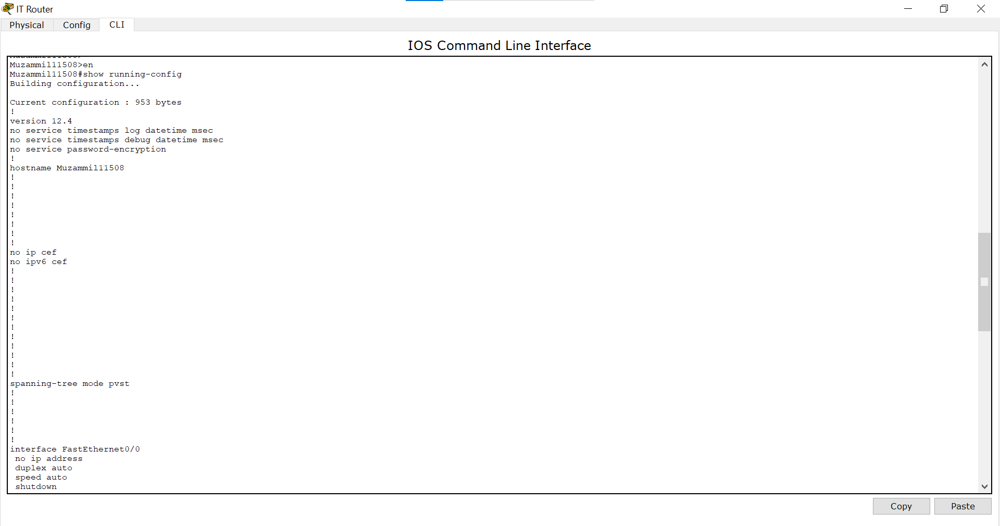 IT Router
Physical Config CLI
IOS Command Line Interface
Muzammil11508>en
Muzammil11508#show running-config
Building configuration...
Current configuration : 953 bytes
!
version 12.4
no service timestamps log datetime msec
no service timestamps debug datetime msec
no service password-encryption
!
hostname Muzammil11508
!
!
!
!
!
!
!
!
no ip cef
no ipv6 cef
!
!
!
!
!
!
!
!
!
!
!
!
spanning-tree mode pvst
!
!
!
!
!
!
interface FastEthernet0/0
 no ip address
 duplex auto
 speed auto
 shutdown
Copy Paste